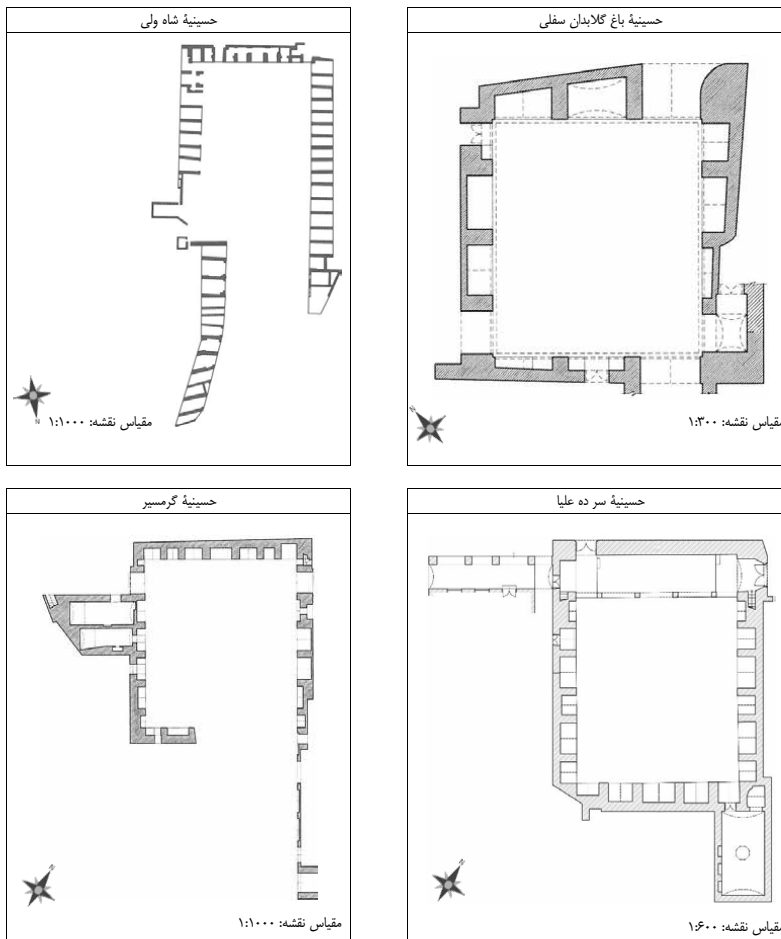 حسینیهٔ باغ گلابدان سفلی
حسینیهٔ شاه ولی
N
N
مقیاس نقشه: ۱:۳۰۰
مقیاس نقشه: ۱:۱۰۰۰
حسینیهٔ سر ده علیا
حسینیهٔ گرمسیر
N
N
مقیاس نقشه: ۱:۶۰۰
مقیاس نقشه: ۱:۱۰۰۰